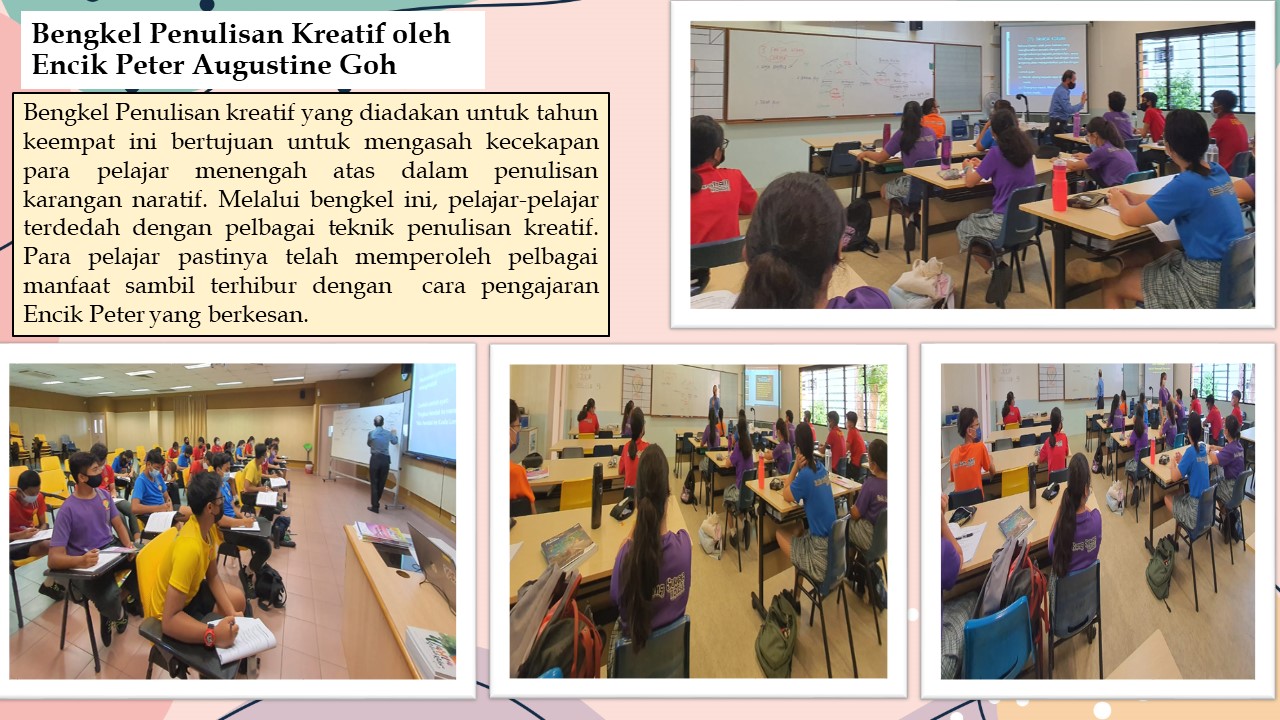 Bengkel Penulisan Kreatif oleh
Encik Peter Augustine Goh
Bengkel Penulisan kreatif yang diadakan untuk tahun
keempat ini bertujuan untuk mengasah kecekapan
para pelajar menengah atas dalam penulisan
karangan naratif. Melalui bengkel ini, pelajar-pelajar
terdedah dengan pelbagai teknik penulisan kreatif.
Para pelajar pastinya telah memperoleh pelbagai
manfaat sambil terhibur dengan cara pengajaran
Encik Peter yang berkesan.